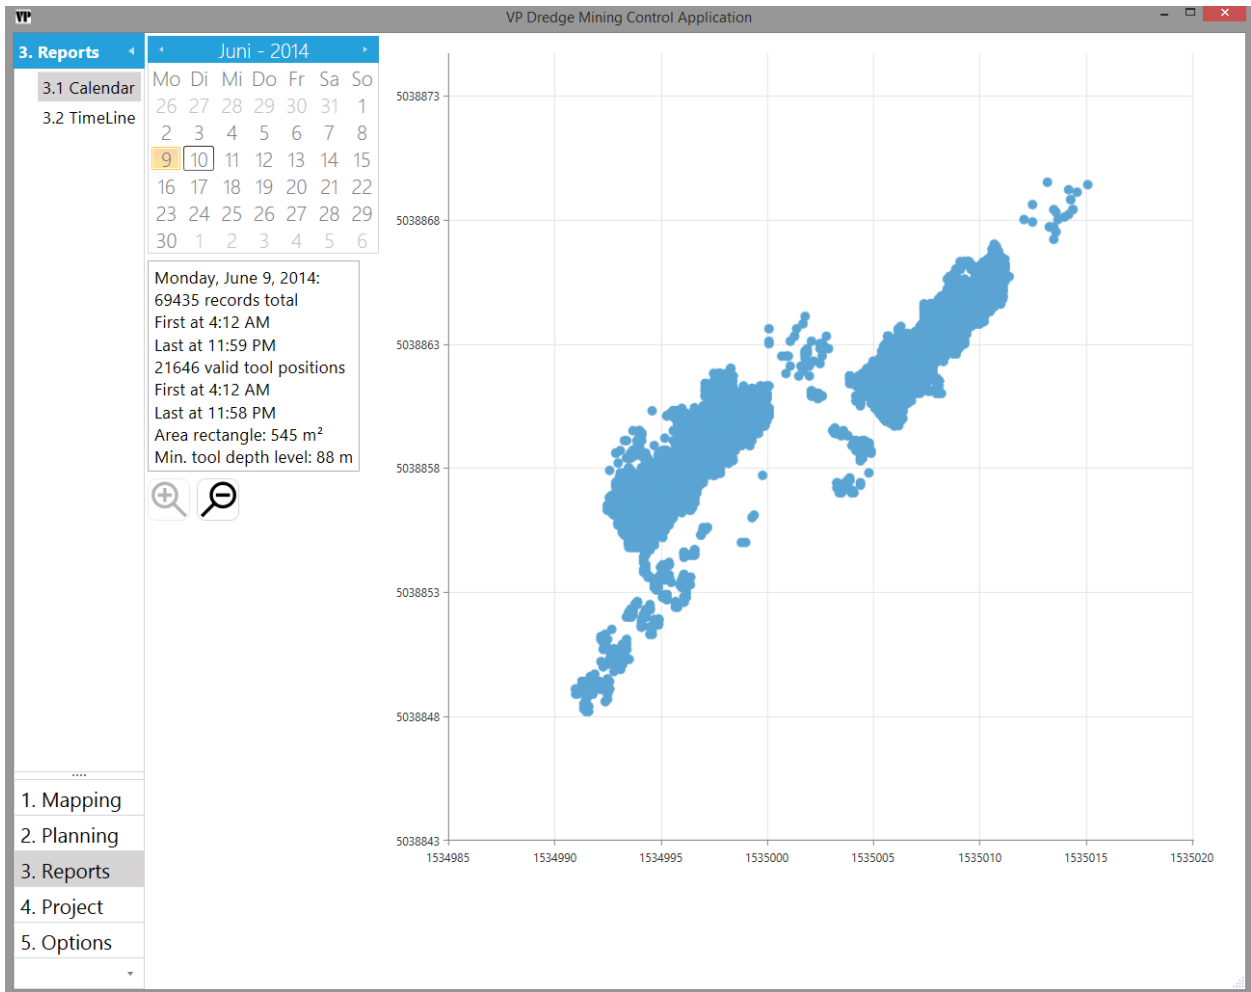 VP
VP Dredge Mining Control Application
3. Reports
3.1 Calendar
3.2 TimeLine
Juni - 2014
Mo Di Mi Do Fr Sa So
26 27 28 29 30 31 1
2 3 4 5 6 7 8
9 10 11 12 13 14 15
16 17 18 19 20 21 22
23 24 25 26 27 28 29
30 1 2 3 4 5 6
Monday, June 9, 2014:
69435 records total
First at 4:12 AM
Last at 11:59 PM
21646 valid tool positions
First at 4:12 AM
Last at 11:58 PM
Area rectangle: 545 m²
Min. tool depth level: 88 m
5038873
5038868
5038863
5038858
5038853
5038848
5038843
1534985 1534990 1534995 1535000 1535005 1535010 1535015 1535020
1. Mapping
2. Planning
3. Reports
4. Project
5. Options